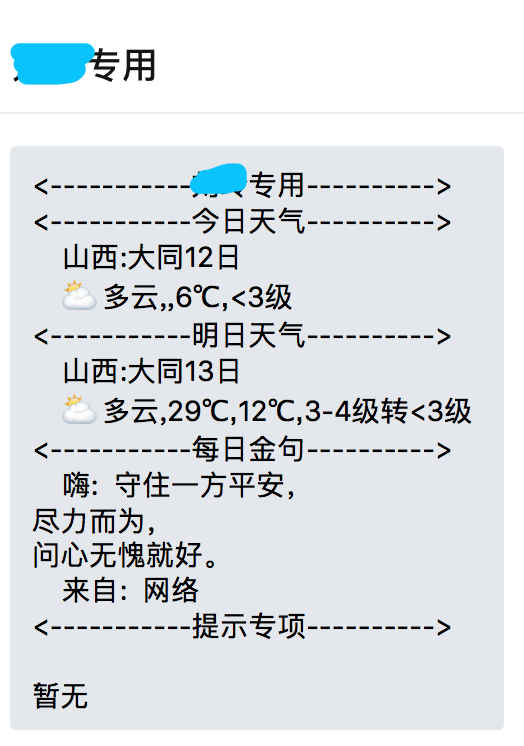 专用
<-----------专用---------->
<-----------今日天气---------->
山西:大同12日
多云,,6℃,<3级
<-----------明日天气---------->
山西:大同13日
多云,29℃,12℃,3-4级转<3级
<-----------每日金句---------->
嗨：守住一方平安，
尽力而为，
问心无愧就好。
来自：网络
<-----------提示专项---------->
暂无